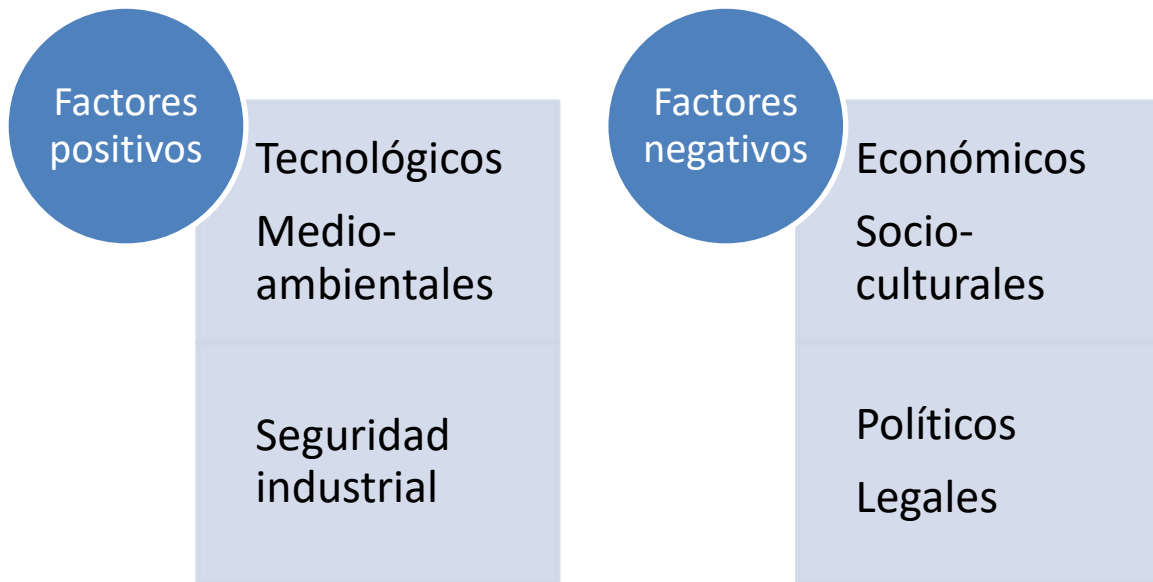 Factores
positivos
Tecnológicos
Medio-
ambientales
Seguridad
industrial
Factores
negativos
Económicos
Socio-
culturales
Políticos
Legales